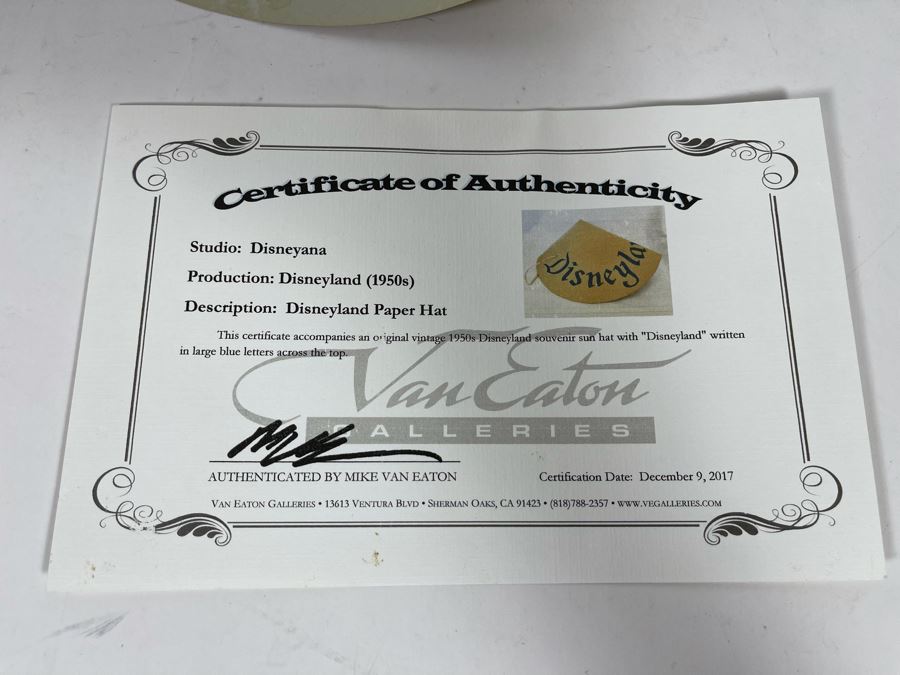 Certificate of Authenticity
Studio: Disneyana
Production: Disneyland (1950s)
Description: Disneyland Paper Hat
Disneyla
This certificate accompanies an original vintage 1950s Disneyland souvenir sun hat with "Disneyland" written
in large blue letters across the top.
Van Eaton
GALLERIES
AUTHENTICATED BY MIKE VAN EATON
Certification Date: December 9, 2017
VAN EATON GALLERIES • 13613 VENTURA BLVD • SHERMAN OAKS, CA 91423 • (818)788-2357 • WWW.VEGALLERIES.COM